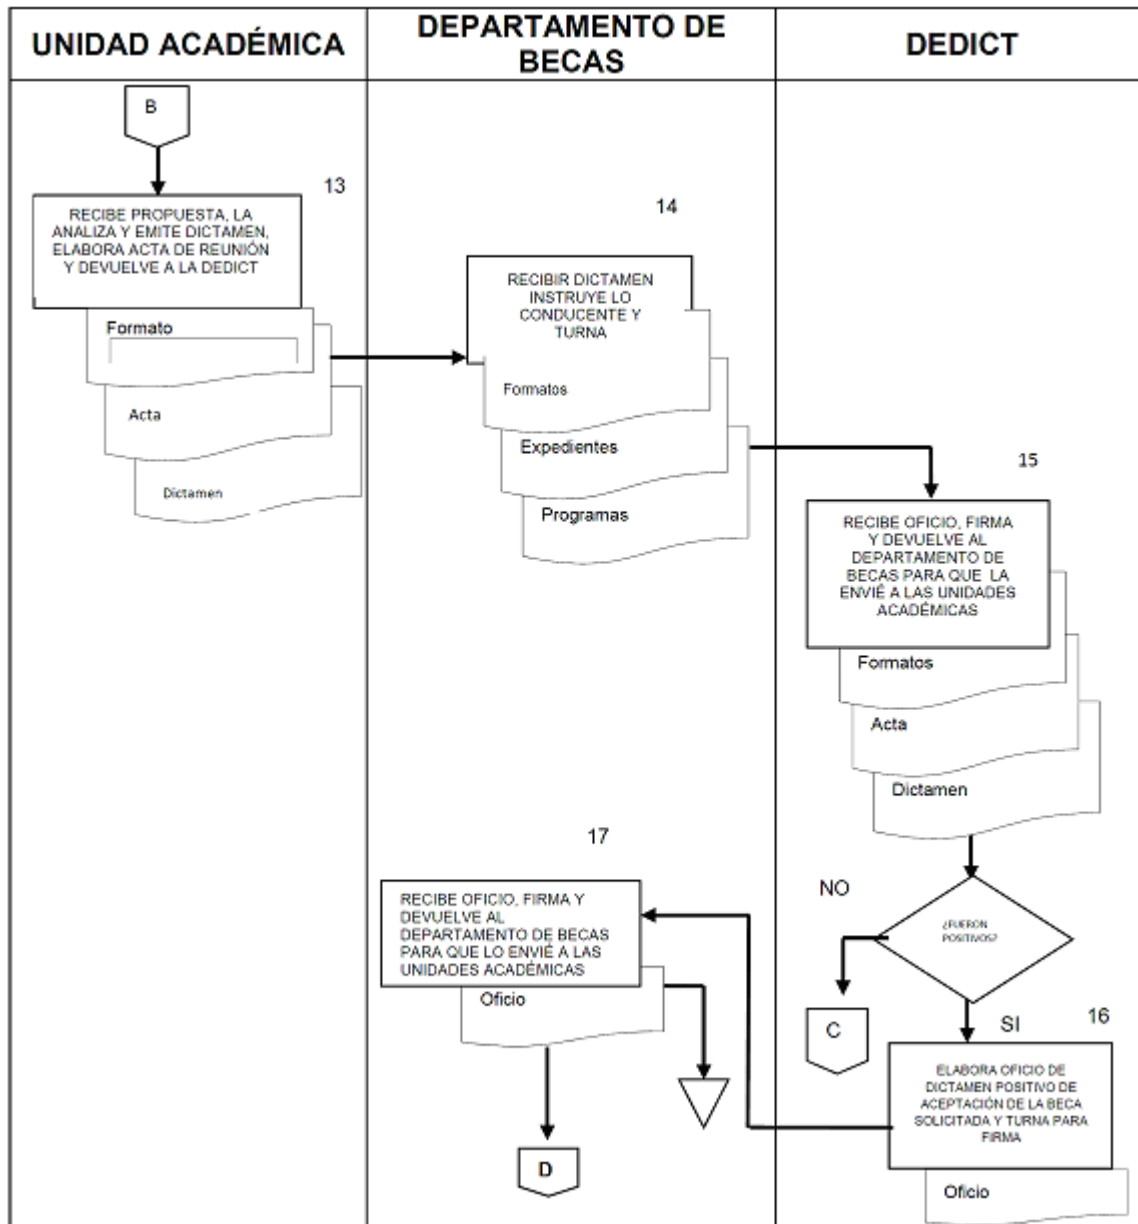 UNIDAD ACADÉMICA
DEPARTAMENTO DE
BECAS
DEDICT
B
13
RECIBE PROPUESTA, LA
ANALIZA Y EMITE DICTAMEN,
ELABORA ACTA DE REUNIÓN
Y DEVUELVE A LA DEDICT
Formato
Acta
Dictamen
14
RECIBIR DICTAMEN
INSTRUYE LO
CONDUCENTE Y
TURNA
Formatos
Expedientes
Programas
15
RECIBE OFICIO, FIRMA
Y DEVUELVE AL
DEPARTAMENTO DE
BECAS PARA QUE LA
ENVIÉ A LAS UNIDADES
ACADÉMICAS
Formatos
Acta
Dictamen
¿FUERON
POSITIVOS?
NO
C
SI
16
ELABORA OFICIO DE
DICTAMEN POSITIVO DE
ACEPTACIÓN DE LA BECA
SOLICITADA Y TURNA PARA
FIRMA
Oficio
17
RECIBE OFICIO, FIRMA Y
DEVUELVE AL
DEPARTAMENTO DE BECAS
PARA QUE LO ENVIÉ A LAS
UNIDADES ACADÉMICAS
Oficio
D